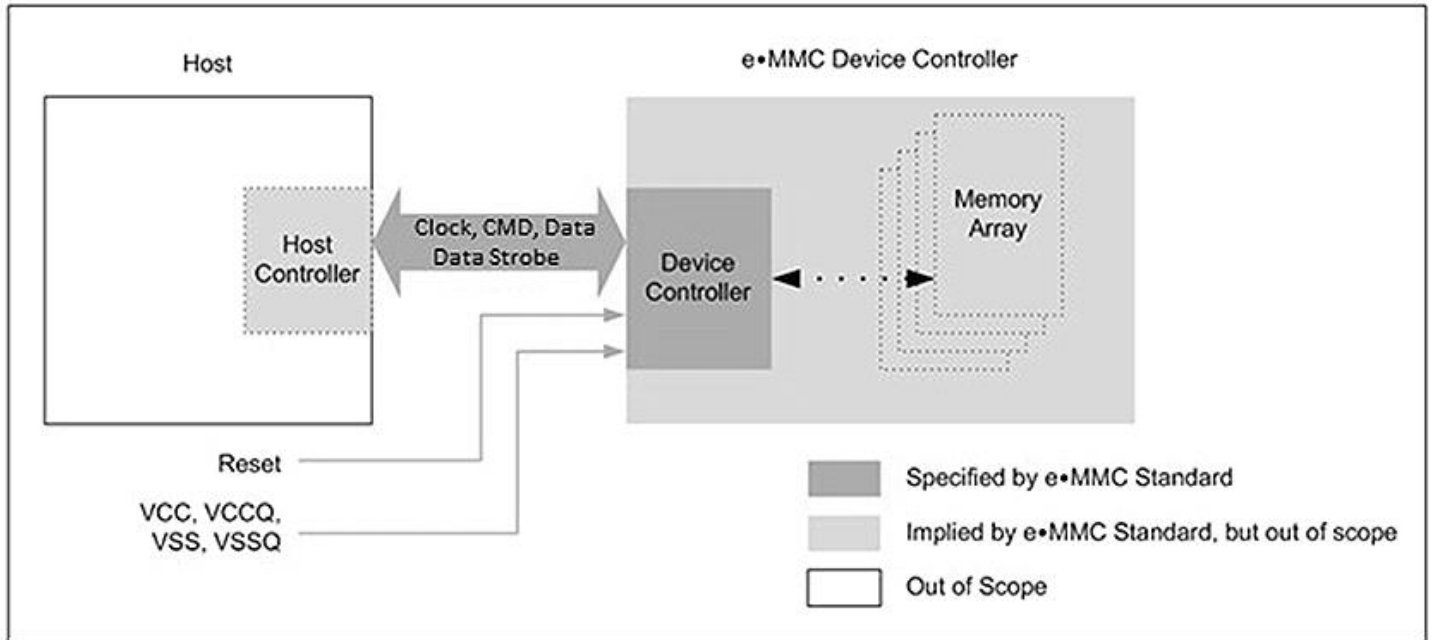 Host
e•MMC Device Controller
Host
Controller
Clock, CMD, Data
Data Strobe
Device
Controller
Memory
Array
Reset
VCC, VCCQ,
VSS, VSSQ
Specified by e•MMC Standard
Implied by e•MMC Standard, but out of scope
Out of Scope